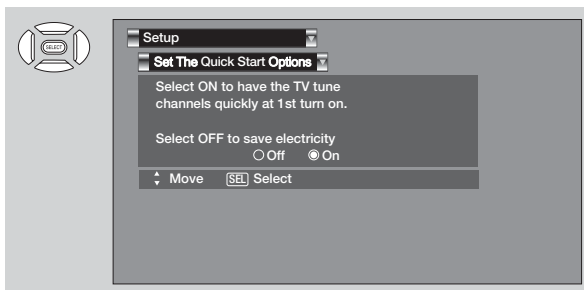 SELECT
Setup
Set The Quick Start Options
Select ON to have the TV tune
channels quickly at 1st turn on.
Select OFF to save electricity
Off On
Move SEL Select